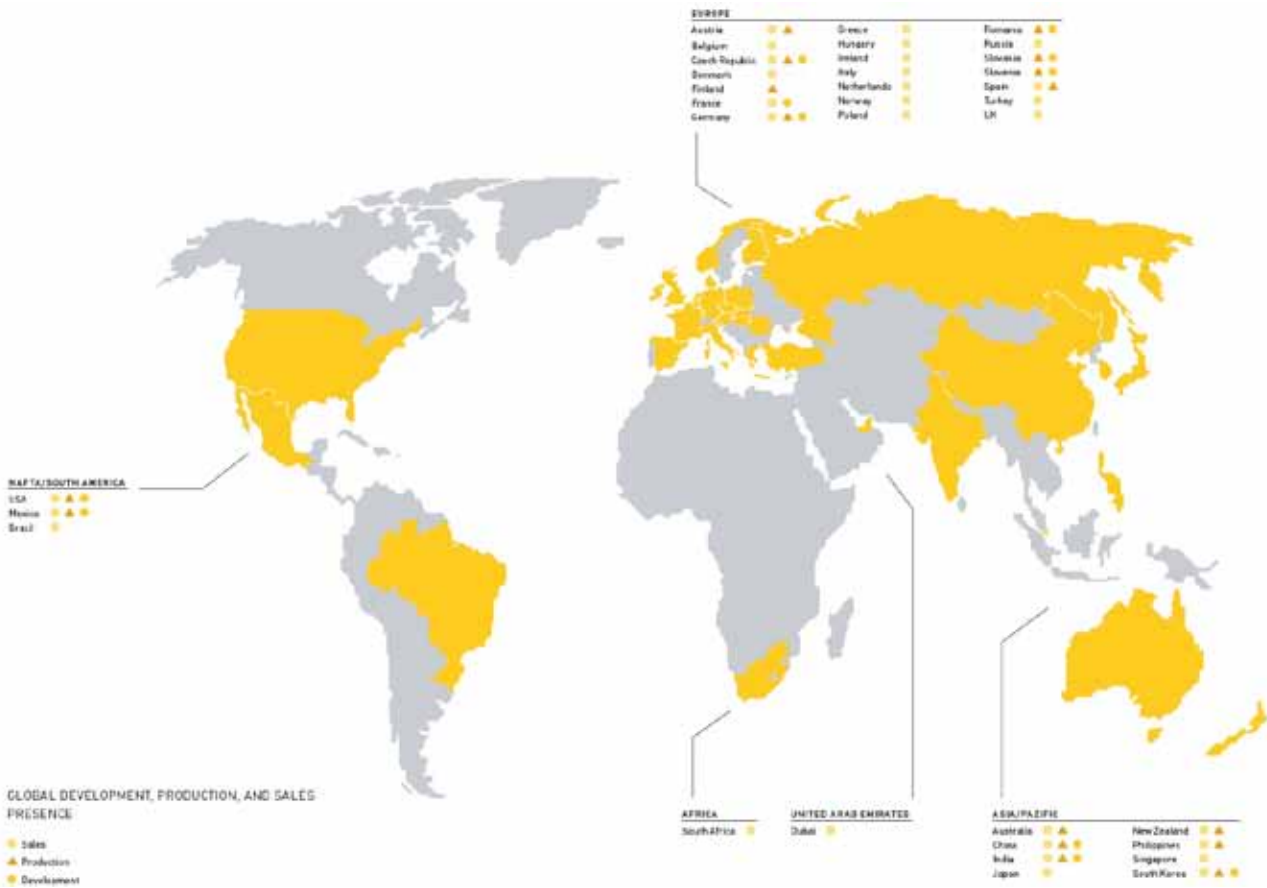 EUROPE
Austria
Belgium
Czech Republic
Denmark
Finland
France
Germany
Greece
Hungary
Ireland
Italy
Netherlands
Norway
Poland
Romania
Russia
Slovakia
Slovenia
Spain
Turkey
UK
NAFTA/SOUTH AMERICA
USA
Mexico
Brazil
GLOBAL DEVELOPMENT, PRODUCTION, AND SALES
PRESENCE
Sales
Production
Development
AFRICA
South Africa
UNITED ARAB EMIRATES
Dubai
ASIA/PACIFIC
Australia
China
India
Japan
New Zealand
Philippines
Singapore
South Korea